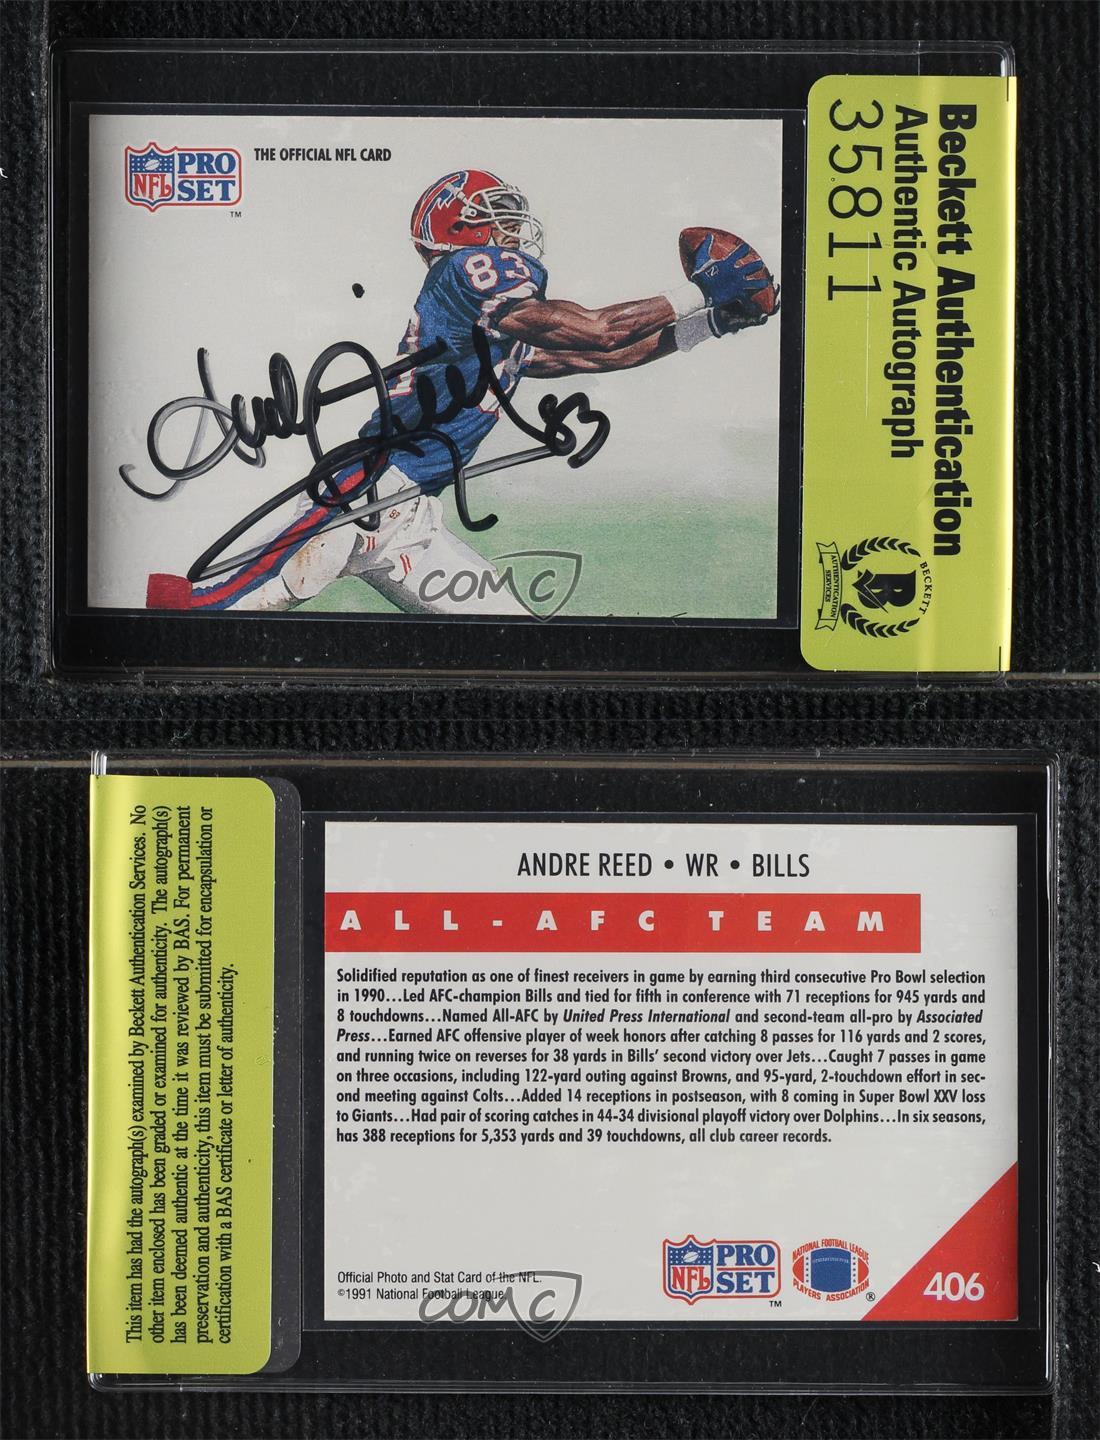 NFL PRO SET ™
THE OFFICIAL NFL CARD
83
83
COMC
Beckett Authentication
Authentic Autograph
35811
BECKETT
AUTHENTICATION SERVICES
B
This item has had the autograph(s) examined by Beckett Authentication Services. No
other item enclosed has been graded or examined for authenticity. The autograph(s)
has been deemed authentic at the time it was reviewed by BAS. For permanent
preservation and authenticity, this item must be submitted for encapsulation or
certification with a BAS certificate or letter of authenticity.
ANDRE REED • WR • BILLS
ALL-AFC TEAM
Solidified reputation as one of finest receivers in game by earning third consecutive Pro Bowl selection
in 1990...Led AFC-champion Bills and tied for fifth in conference with 71 receptions for 945 yards and
8 touchdowns...Named All-AFC by United Press International and second-team all-pro by Associated
Press...Earned AFC offensive player of week honors after catching 8 passes for 116 yards and 2 scores,
and running twice on reverses for 38 yards in Bills' second victory over Jets...Caught 7 passes in game
on three occasions, including 122-yard outing against Browns, and 95-yard, 2-touchdown effort in sec-
ond meeting against Colts...Added 14 receptions in postseason, with 8 coming in Super Bowl XXV loss
to Giants...Had pair of scoring catches in 44-34 divisional playoff victory over Dolphins...In six seasons,
has 388 receptions for 5,353 yards and 39 touchdowns, all club career records.
Official Photo and Stat Card of the NFL.
©1991 National Football League.
COMC
NFL PRO SET ™
NATIONAL FOOTBALL LEAGUE
PLAYERS ASSOCIATION ®
406